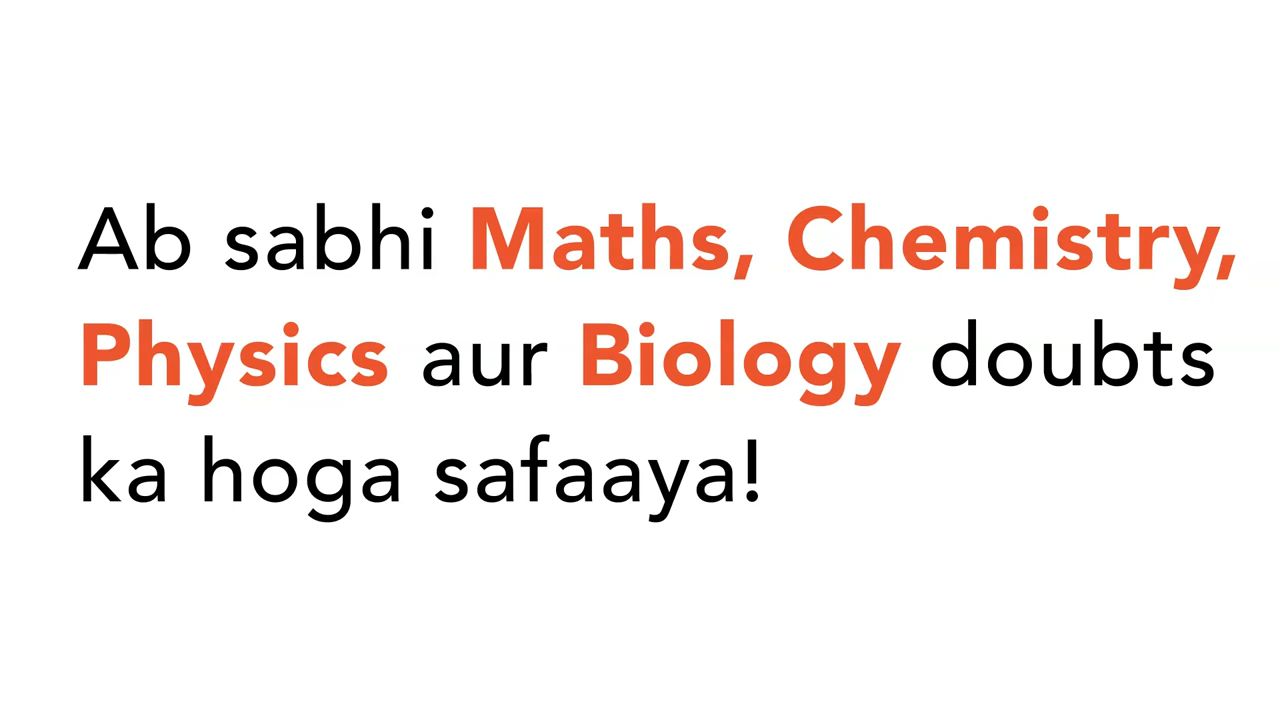 Ab sabhi Maths, Chemistry,
Physics aur Biology doubts
ka hoga safaaya!